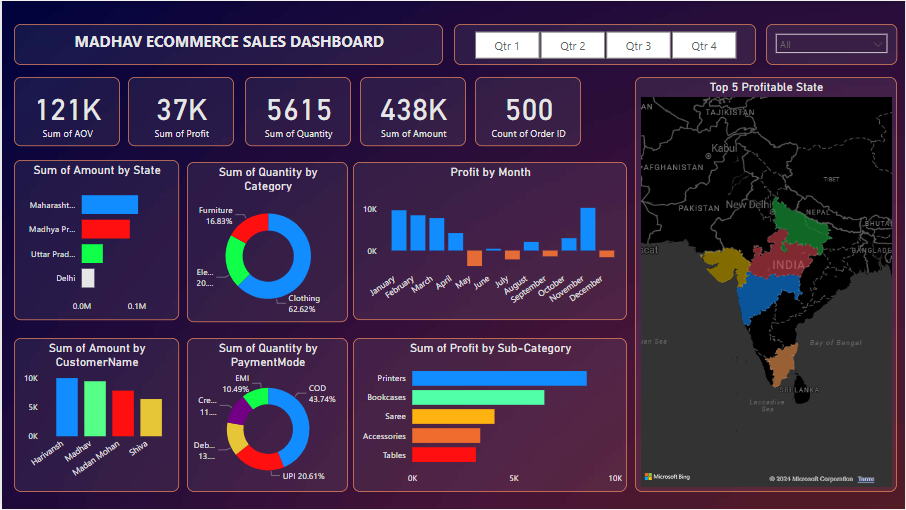 MADHAV ECOMMERCE SALES DASHBOARD
Qtr 1 Qtr 2 Qtr 3 Qtr 4
All
121K
Sum of AOV
37K
Sum of Profit
5615
Sum of Quantity
438K
Sum of Amount
500
Count of Order ID
Sum of Amount by State
Maharasht...
Madhya Pr...
Uttar Prad...
Delhi
0.0M 0.1M
Sum of Quantity by
Category
Furniture
16.83%
Ele...
20....
Clothing
62.62%
Profit by Month
10K
0K
January
February
March
April
May
June
July
August
September
October
November
December
Sum of Amount by
CustomerName
10K
5K
0K
Harivansh
Madhav
Madan Mohan
Shiva
Sum of Quantity by
PaymentMode
EMI
10.49%
COD
43.74%
Cre...
11....
Deb...
13....
UPI 20.61%
Sum of Profit by Sub-Category
Printers
Bookcases
Saree
Accessories
Tables
0K 5K 10K
Top 5 Profitable State
TAJIKISTAN
Kabul
AFGHANISTAN
TIBET
PAKISTAN
New Delhi
NEPAL
BHUTA
BANGLADE
INDIA
Bay of Bengal
SRI LANKA
Laccadive
Sea
Microsoft Bing
© 2024 Microsoft Corporation Terms